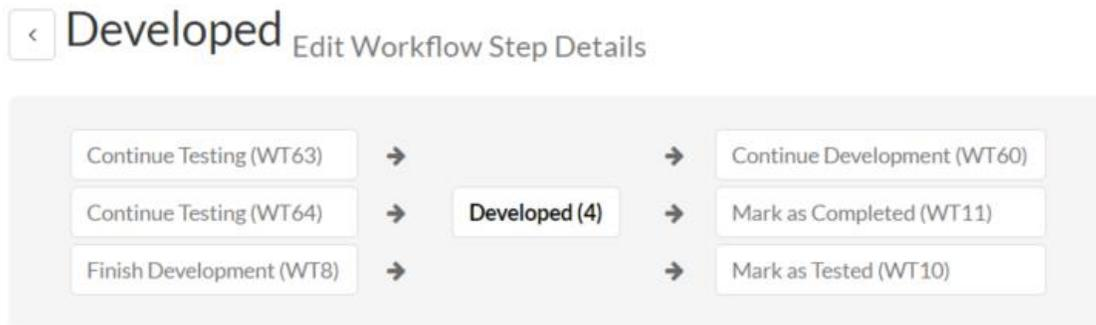 Developed Edit Workflow Step Details
Continue Testing (WT63) Continue Development (WT60)
Continue Testing (WT64) Developed (4) Mark as Completed (WT11)
Finish Development (WT8) Mark as Tested (WT10)